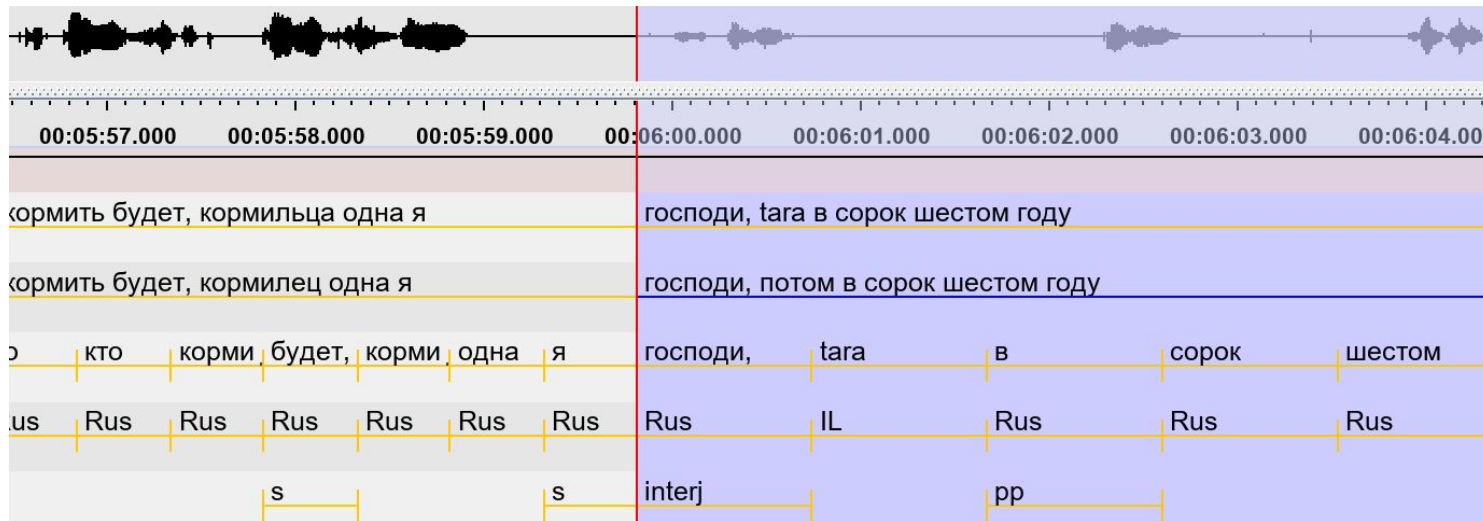 00:05:57.000 00:05:58.000 00:05:59.000 00:06:00.000 00:06:01.000 00:06:02.000 00:06:03.000 00:06:04.00
кормить будет, кормильца одна я господи, tara в сорок шестом году
кормить будет, кормилец одна я господи, потом в сорок шестом году
о кто корми будет, корми одна я господи, tara в сорок шестом
us Rus Rus Rus Rus Rus Rus Rus IL Rus Rus Rus
s s interj pp